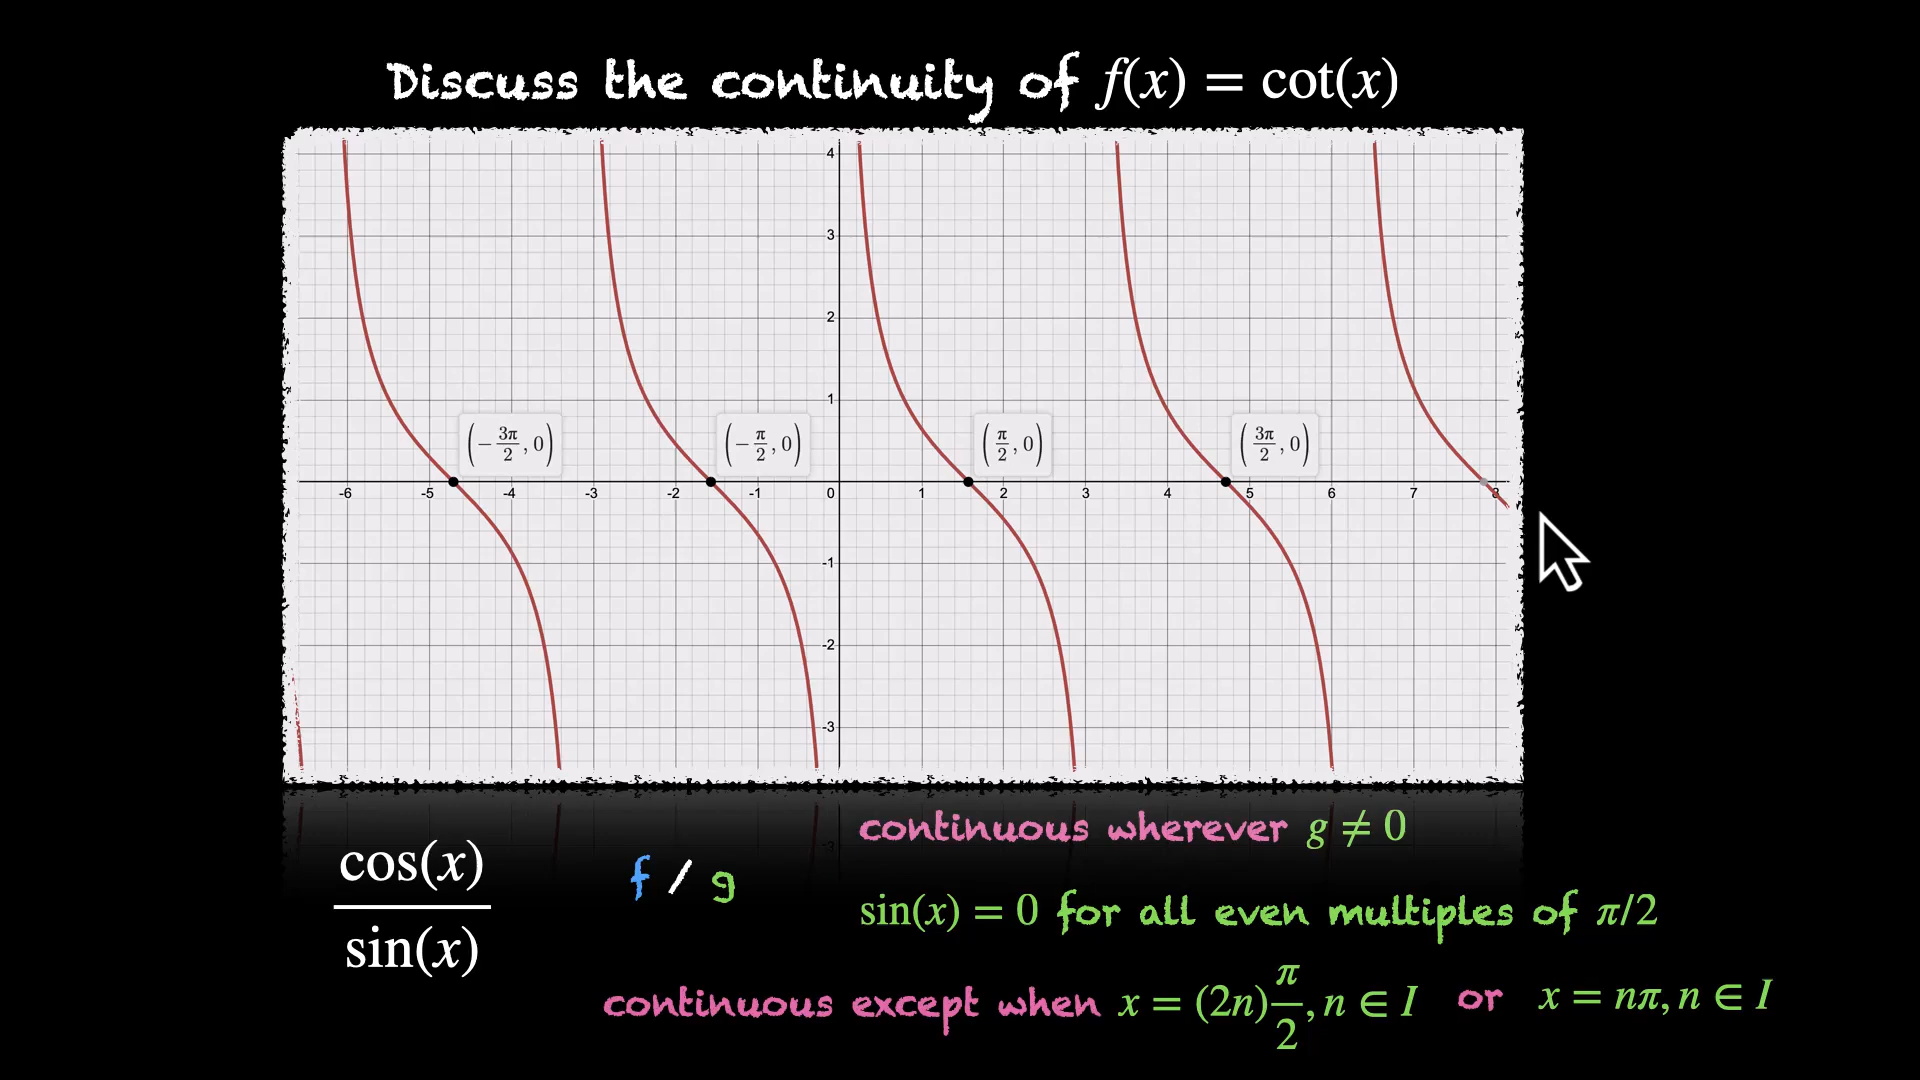 Discuss the continuity of f(x) = cot(x)
4
3
2
1
(-3π/2, 0) (-π/2, 0) (π/2, 0) (3π/2, 0)
-6 -5 -4 -3 -2 -1 0 1 2 3 4 5 6 7 8
-1
-2
-3
continuous wherever g ≠ 0
cos(x)/sin(x) f / g
sin(x) = 0 for all even multiples of π/2
continuous except when x = (2n)π/2, n ∈ I or x = nπ, n ∈ I